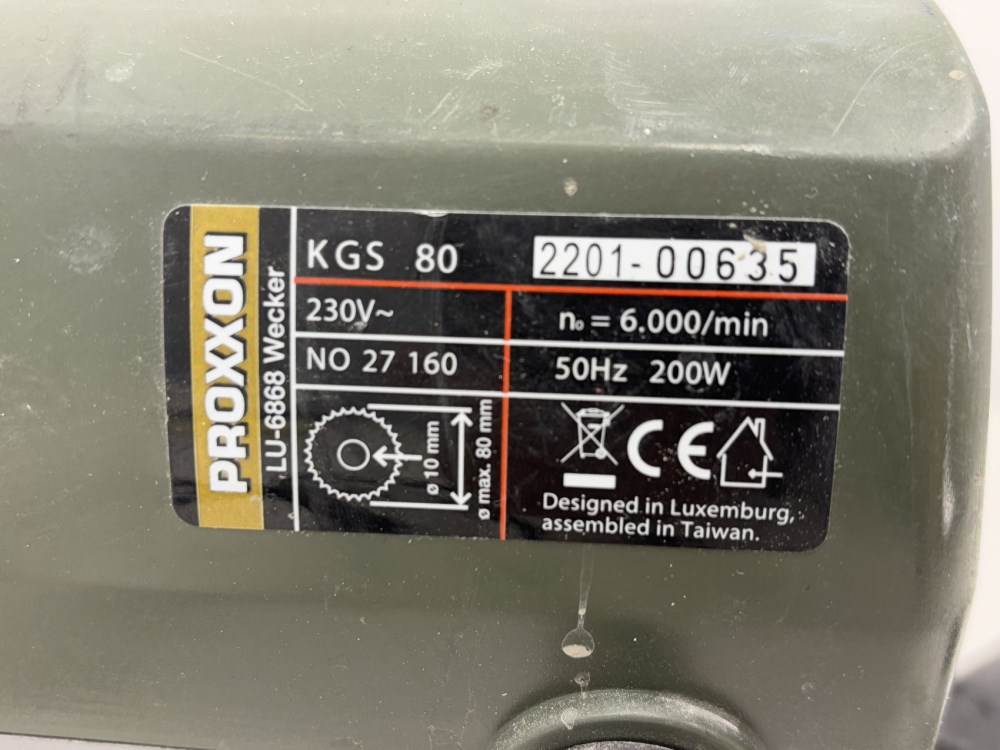 PROXXON
LU-6868 Wecker
KGS 80
2201-00635
230V~
n₀ = 6.000/min
NO 27 160
50Hz 200W
ø 10 mm
ø max. 80 mm
CE
Designed in Luxemburg,
assembled in Taiwan.